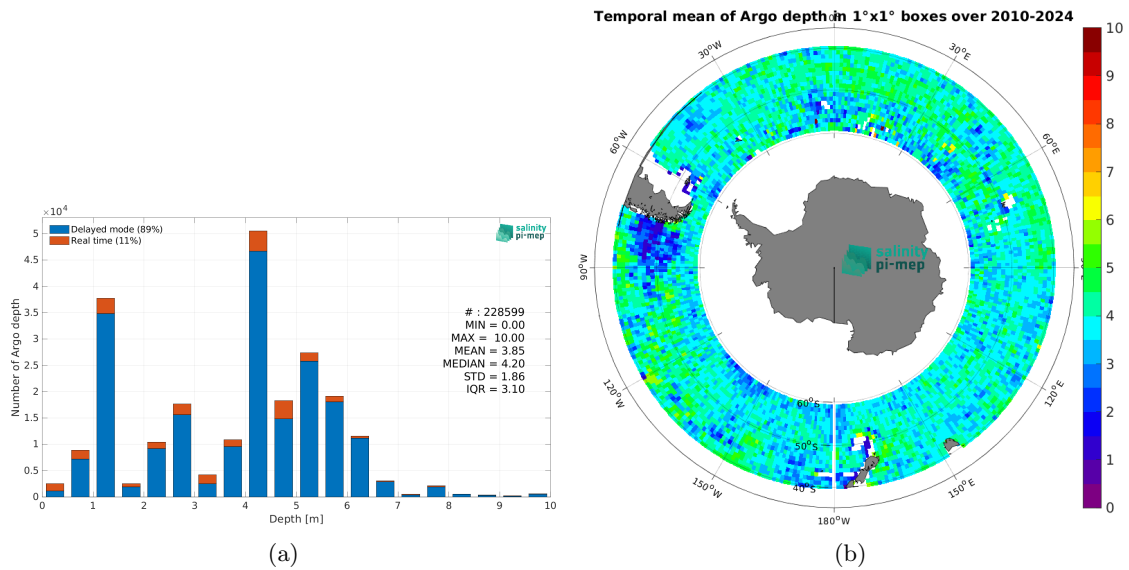 Temporal mean of Argo depth in 1°x1° boxes over 2010-2024
×10⁴
Delayed mode (89%)
Real time (11%)
salinity
pi-mep
# : 228599
MIN = 0.00
MAX = 10.00
MEAN = 3.85
MEDIAN = 4.20
STD = 1.86
IQR = 3.10
Number of Argo depth
5
4.5
4
3.5
3
2.5
2
1.5
1
0.5
0
0 1 2 3 4 5 6 7 8 9 10
Depth [m]
(a)
30°W
30°E
60°W
60°E
90°W
120°W
120°E
150°W
150°E
180°W
60°S
50°S
40°S
salinity
pi-mep
10
9
8
7
6
5
4
3
2
1
0
(b)